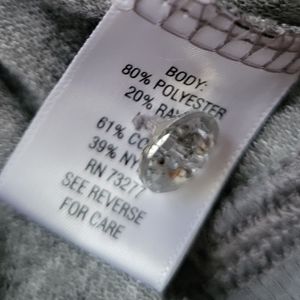 BODY:
80% POLYESTER
20%
61%
39%
RN
SEE REVERSE
FOR CARE